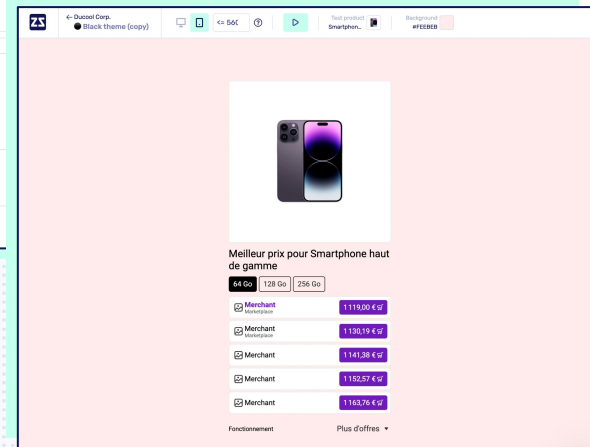 ← Ducool Corp.
Black theme (copy)
<= 560
Test product
Smartphon...
Background
#FEEBEB
Meilleur prix pour Smartphone haut
de gamme
64 Go 128 Go 256 Go
Merchant 1 119,00 €
Marketplace
Merchant 1 130,19 €
Marketplace
Merchant 1 141,38 €
Merchant 1 152,57 €
Merchant 1 163,76 €
Fonctionnement Plus d'offres